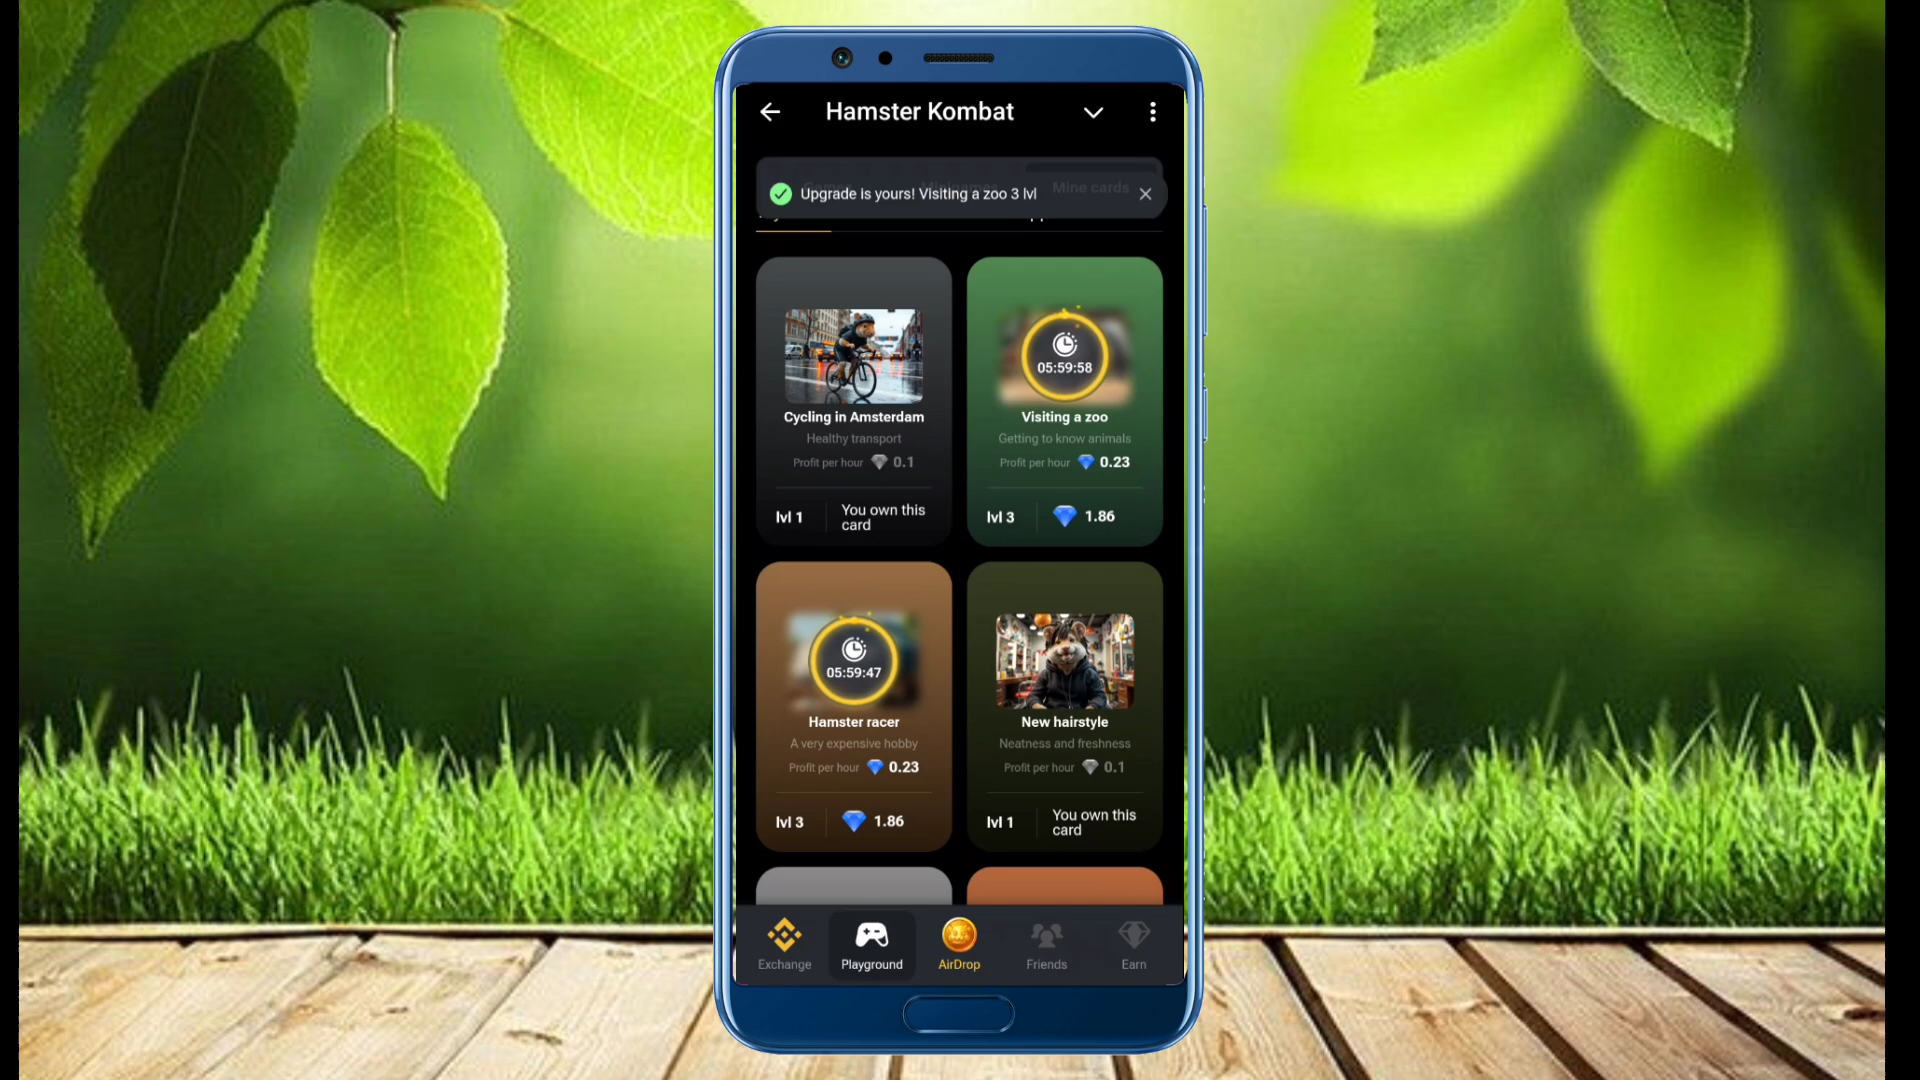 Hamster Kombat
Mine cards
Upgrade is yours! Visiting a zoo 3 lvl
05:59:58
Cycling in Amsterdam
Healthy transport
Profit per hour 0.1
lvl 1
You own this
card
Visiting a zoo
Getting to know animals
Profit per hour 0.23
lvl 3
1.86
05:59:47
Hamster racer
A very expensive hobby
Profit per hour 0.23
lvl 3
1.86
New hairstyle
Neatness and freshness
Profit per hour 0.1
lvl 1
You own this
card
Exchange
Playground
AirDrop
Friends
Earn